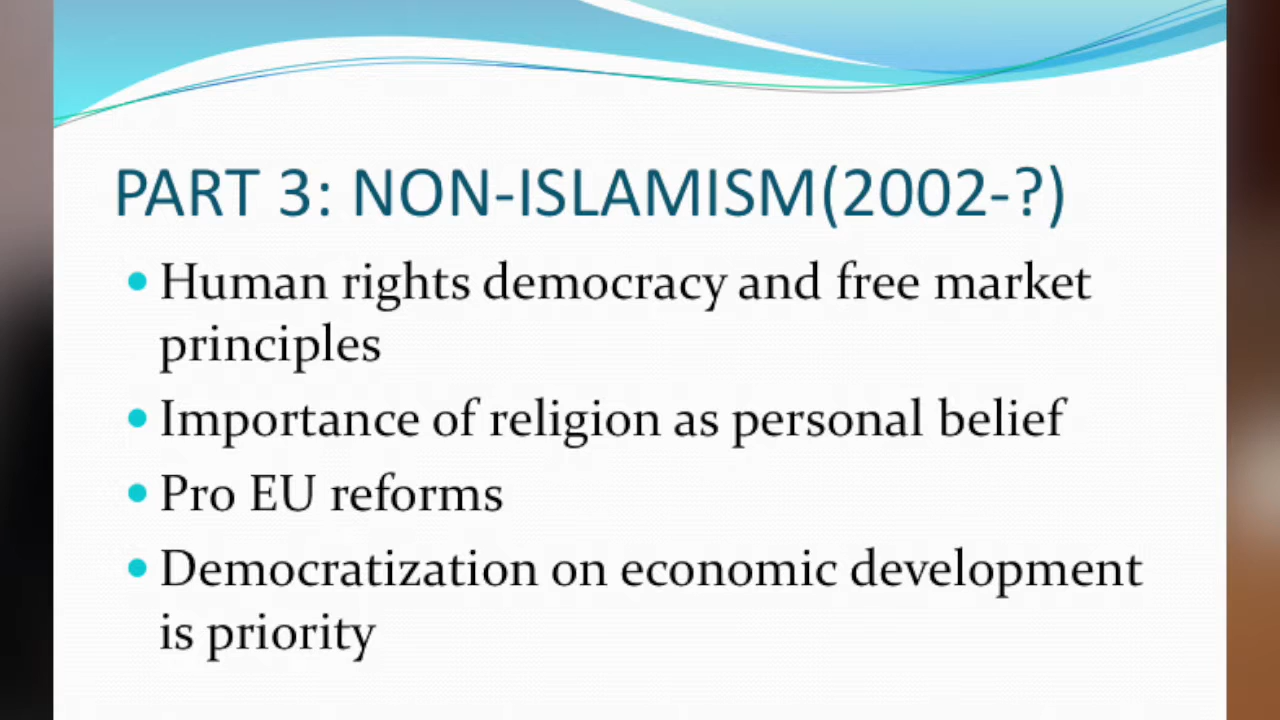 PART 3: NON-ISLAMISM(2002-?)
Human rights democracy and free market
principles
Importance of religion as personal belief
Pro EU reforms
Democratization on economic development
is priority